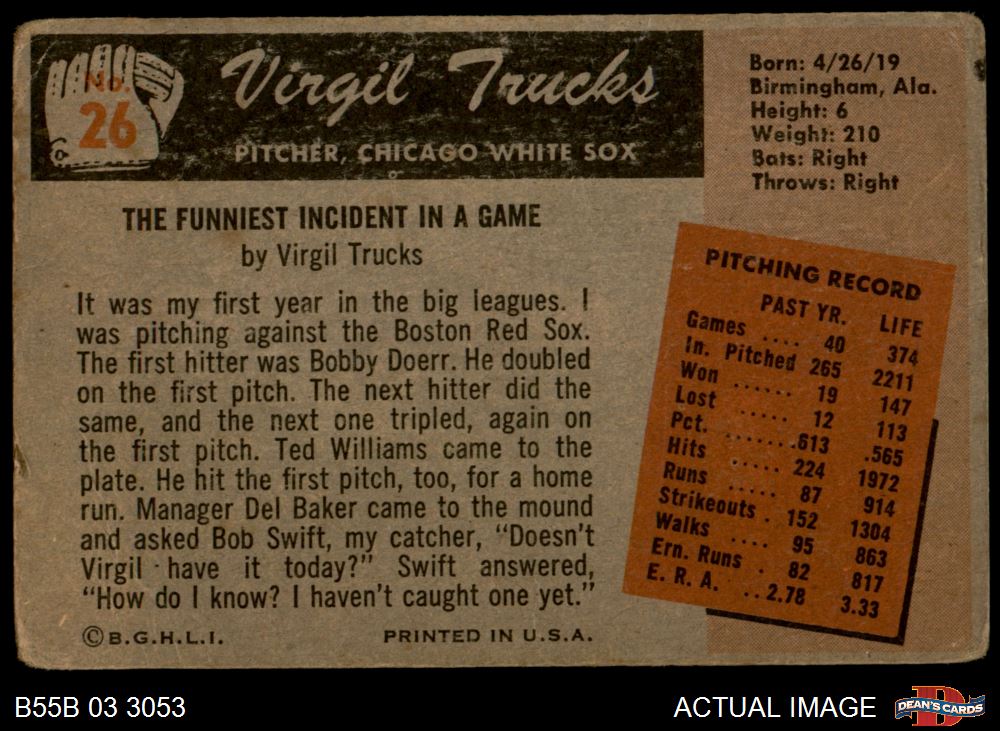 No.
26
Virgil Trucks
PITCHER, CHICAGO WHITE SOX
Born: 4/26/19
Birmingham, Ala.
Height: 6
Weight: 210
Bats: Right
Throws: Right
THE FUNNIEST INCIDENT IN A GAME
by Virgil Trucks
It was my first year in the big leagues. I
was pitching against the Boston Red Sox.
The first hitter was Bobby Doerr. He doubled
on the first pitch. The next hitter did the
same, and the next one tripled, again on
the first pitch. Ted Williams came to the
plate. He hit the first pitch, too, for a home
run. Manager Del Baker came to the mound
and asked Bob Swift, my catcher, "Doesn't
Virgil have it today?" Swift answered,
"How do I know? I haven't caught one yet."
©B.G.H.L.I. PRINTED IN U.S.A.
PITCHING RECORD
PAST YR. LIFE
Games .... 40 374
In. Pitched 265 2211
Won ...... 19 147
Lost ..... 12 113
Pct. .......613 .565
Hits ..... 224 1972
Runs ..... 87 914
Strikeouts . 152 1304
Walks .... 95 863
Ern. Runs . 82 817
E. R. A. ..2.78 3.33
B55B 03 3053
ACTUAL IMAGE
DEAN'S CARDS